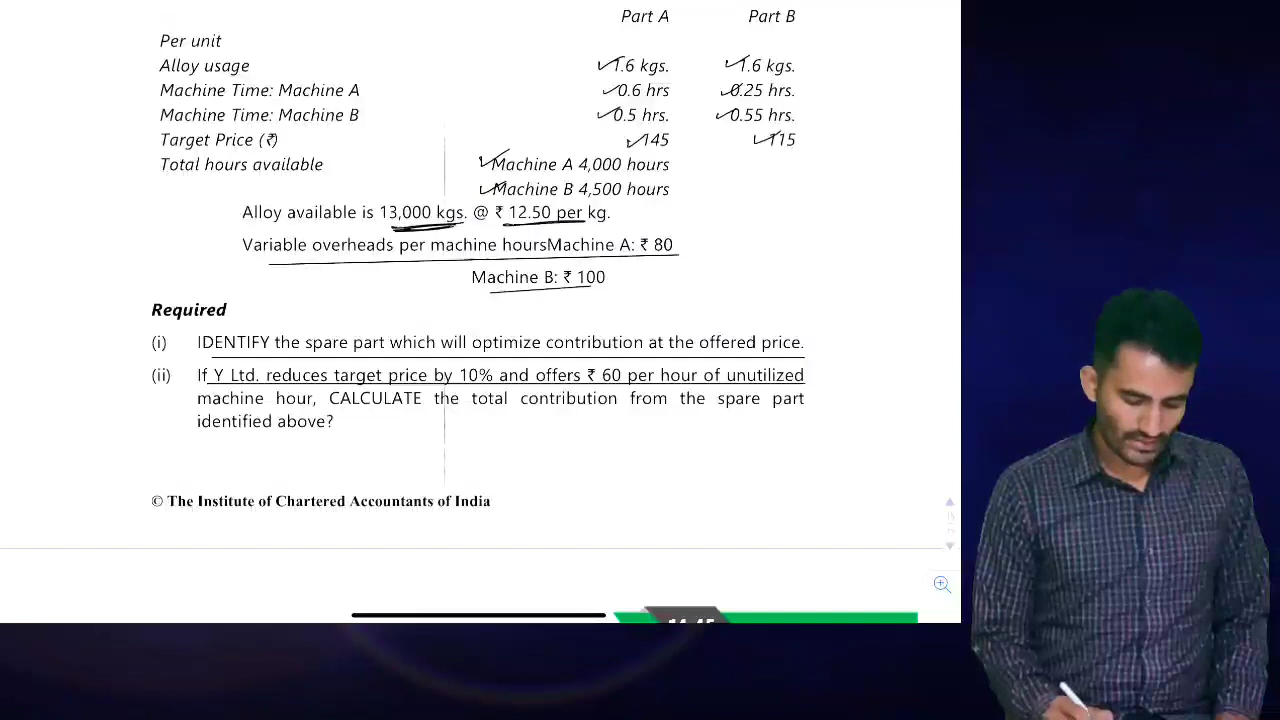 Part A Part B
Per unit
Alloy usage 1.6 kgs. 1.6 kgs.
Machine Time: Machine A 0.6 hrs 0.25 hrs.
Machine Time: Machine B 0.5 hrs. 0.55 hrs.
Target Price (₹) 145 115
Total hours available Machine A 4,000 hours
Machine B 4,500 hours
Alloy available is 13,000 kgs. @ ₹ 12.50 per kg.
Variable overheads per machine hoursMachine A: ₹ 80
Machine B: ₹ 100
Required
(i) IDENTIFY the spare part which will optimize contribution at the offered price.
(ii) If Y Ltd. reduces target price by 10% and offers ₹ 60 per hour of unutilized
machine hour, CALCULATE the total contribution from the spare part
identified above?
© The Institute of Chartered Accountants of India